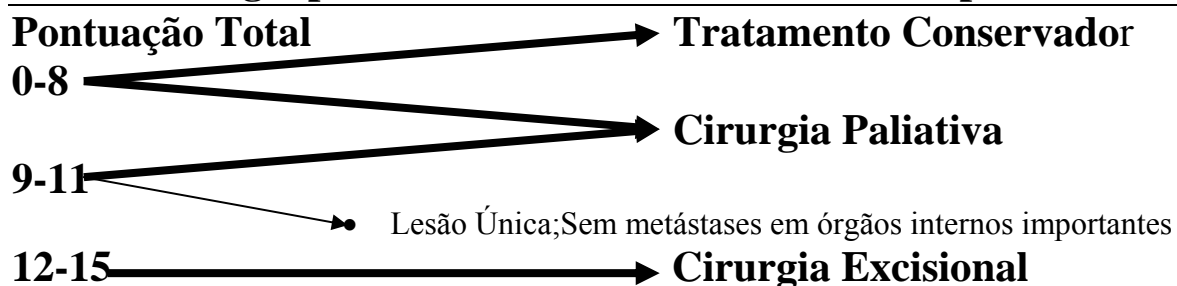 Pontuação Total Tratamento Conservador
0-8
Cirurgia Paliativa
9-11
• Lesão Única;Sem metástases em órgãos internos importantes
12-15 Cirurgia Excisional